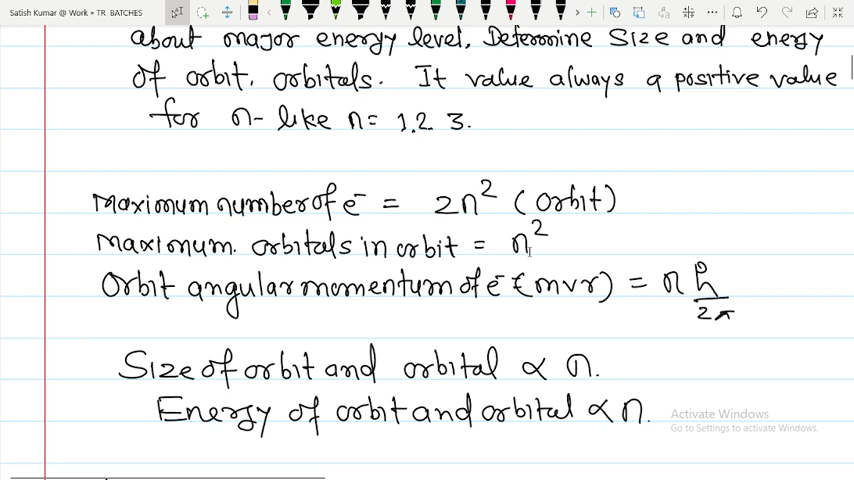 Satish Kumar @ Work » TR BATCHES
about major energy level, Determine Size and energy
of orbit, orbitals. It value always a positive value
for n- like n= 1,2 3.
Maximum number of e⁻ = 2n² (orbit)
Maximum. orbitals in orbit = n²
Orbit angular momentum of e⁻ (mvr) = n h/2π
Size of orbit and orbital ∝ n.
Energy of orbit and orbital ∝ n.
Activate Windows
Go to Settings to activate Windows.